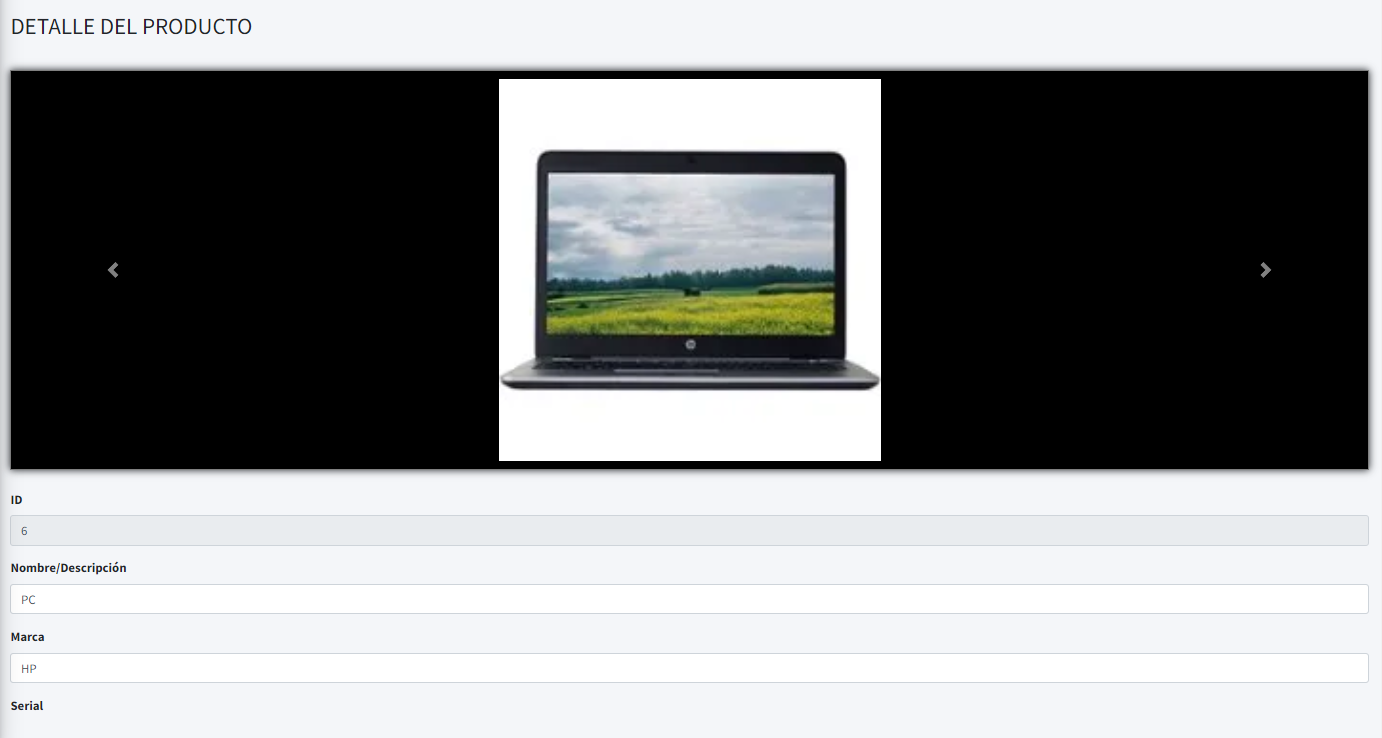 DETALLE DEL PRODUCTO
ID
6
Nombre/Descripción
PC
Marca
HP
Serial